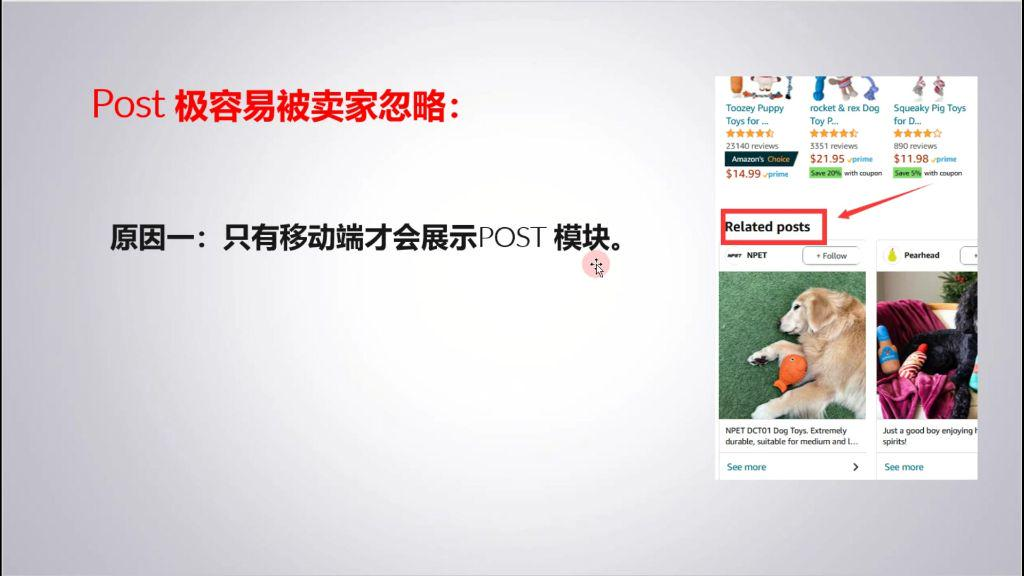 Post 极容易被卖家忽略：
原因一：只有移动端才会展示POST 模块。
Toozey Puppy
Toys for ...
23140 reviews
Amazon's Choice
$14.99 prime
rocket & rex Dog
Toy P...
3351 reviews
$21.95 prime
Save 20% with coupon
Squeaky Pig Toys
for D...
890 reviews
$11.98 prime
Save 5% with coupon
Related posts
NPET NPET
+ Follow
NPET DCT01 Dog Toys. Extremely
durable, suitable for medium and l...
See more
Pearhead
+
Just a good boy enjoying h
spirits!
See more